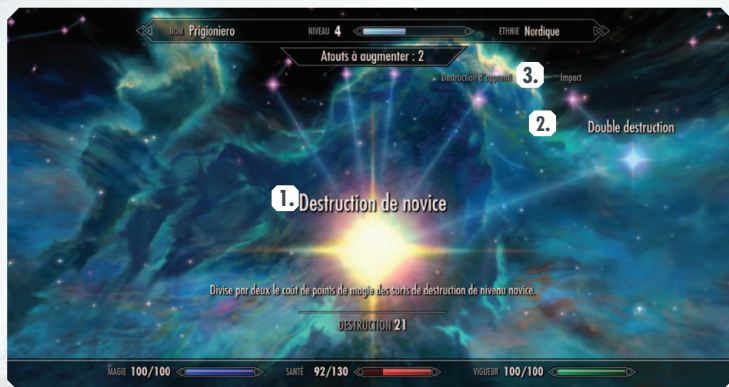 NOM Prigioniero NIVEAU 4 ETHNIE Nordique
Atouts à augmenter : 2
Destruction d'apprenti 3. Impact
2.
Double destruction
1. Destruction de novice
Divise par deux le coût de points de magie des sorts de destruction de niveau novice.
DESTRUCTION 21
MAGIE 100/100 SANTÉ 92/130 VIGUEUR 100/100